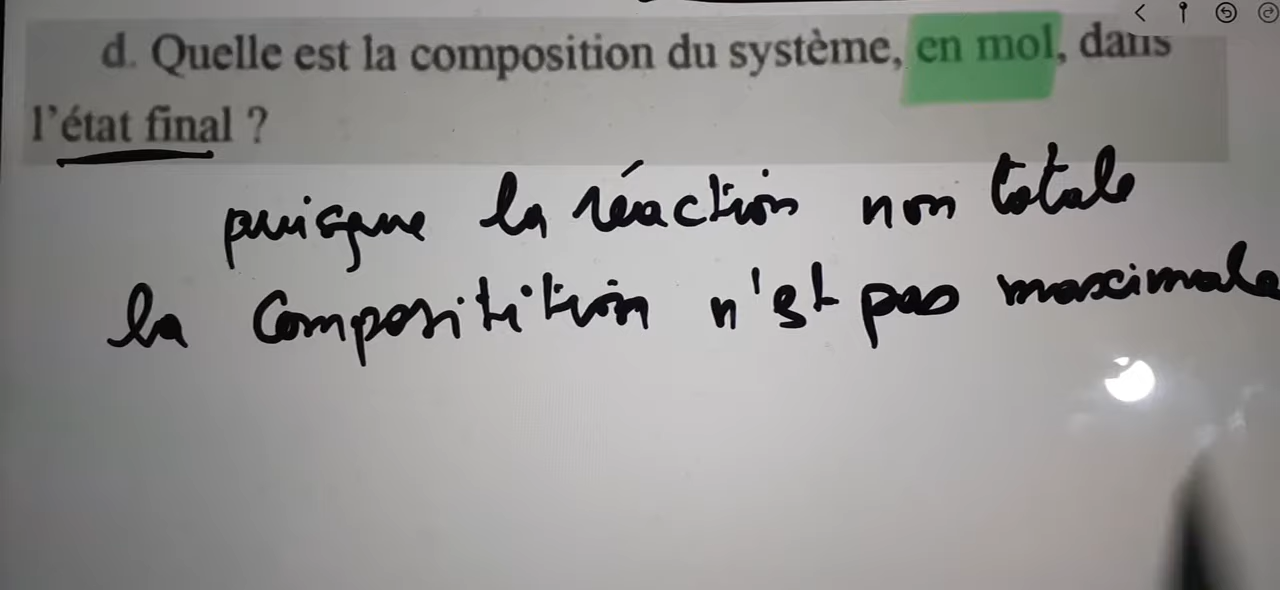 d. Quelle est la composition du système, en mol, dans
l'état final ?
puisque la réaction non totale
la Compositition n'est pas maximale